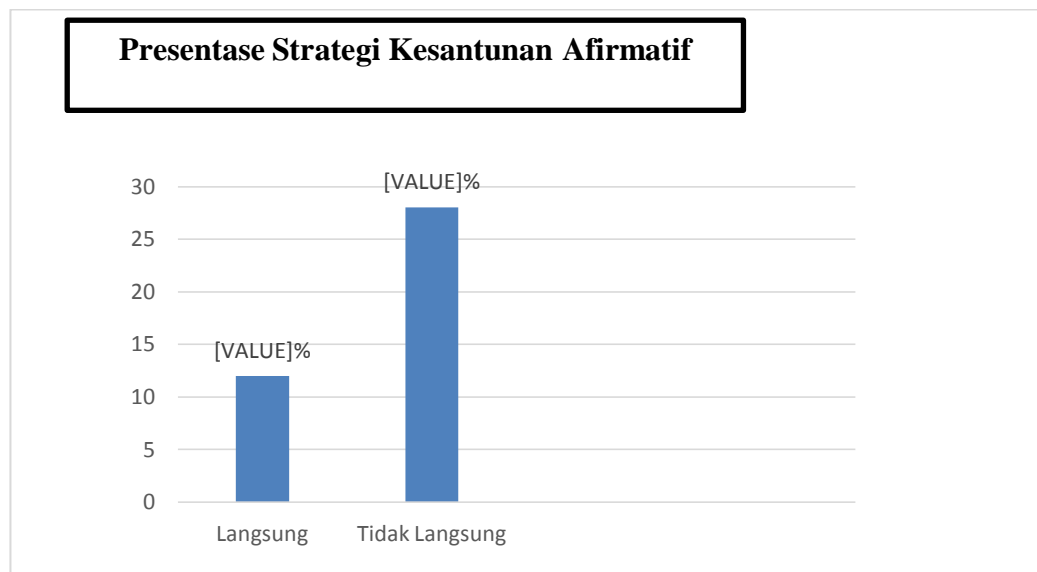 Presentase Strategi Kesantunan Afirmatif
[VALUE]%
30
25
20
[VALUE]%
15
10
5
0
Langsung Tidak Langsung